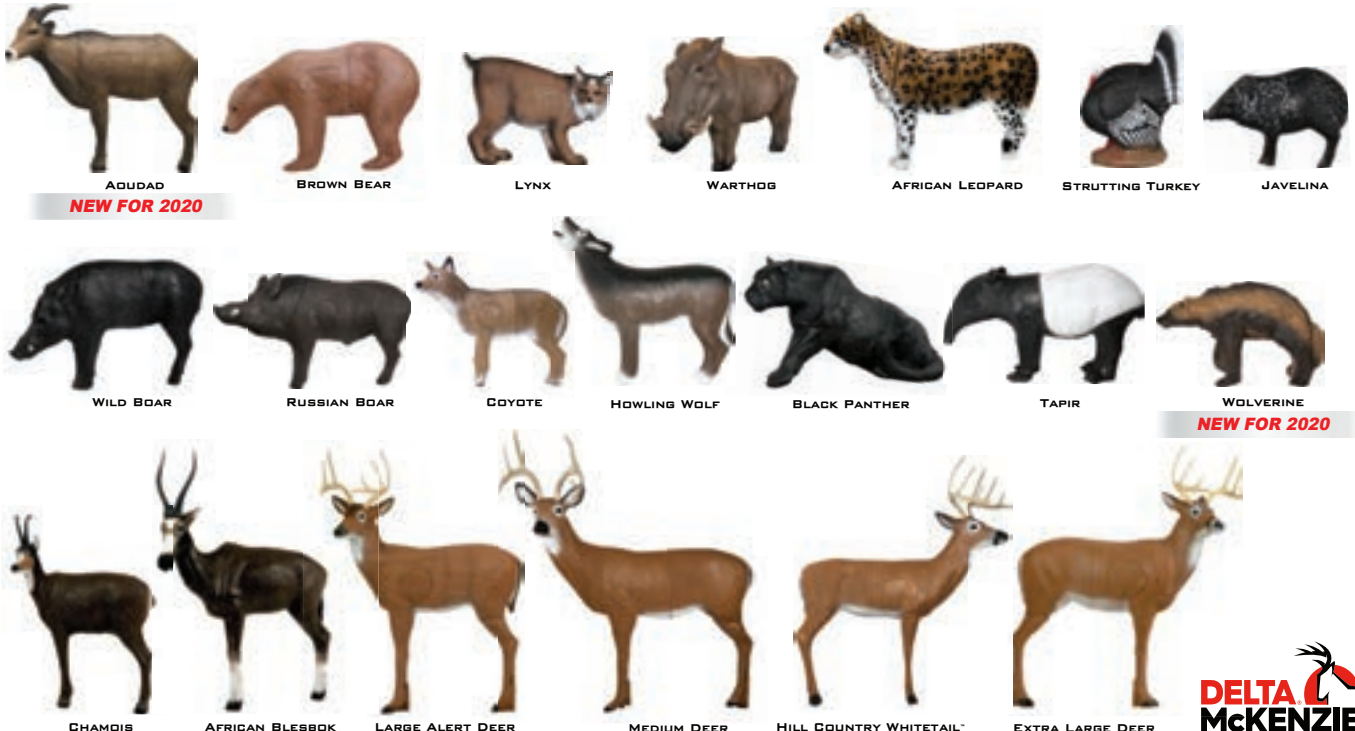 AOUDAD
BROWN BEAR
LYNX
WARTHOG
AFRICAN LEOPARD
STRUTTING TURKEY
JAVELINA
NEW FOR 2020
WILD BOAR
RUSSIAN BOAR
COYOTE
HOWLING WOLF
BLACK PANTHER
TAPIR
WOLVERINE
NEW FOR 2020
CHAMOIS
AFRICAN BLESBOK
LARGE ALERT DEER
MEDIUM DEER
HILL COUNTRY WHITETAIL™
EXTRA LARGE DEER
DELTA®
MCKENZIE